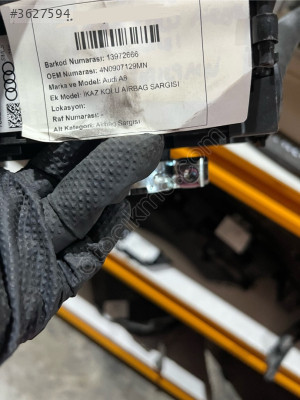 #3627594
Barkod Numarası: 13972666
OEM Numarası: 4N0907129MN
Marka ve Model: Audi A8
Ek Model: İKAZ KOLU AIRBAG SARGISI
Lokasyon:
Raf Numarası: -
Alt Kategori: Airbag Sargısı